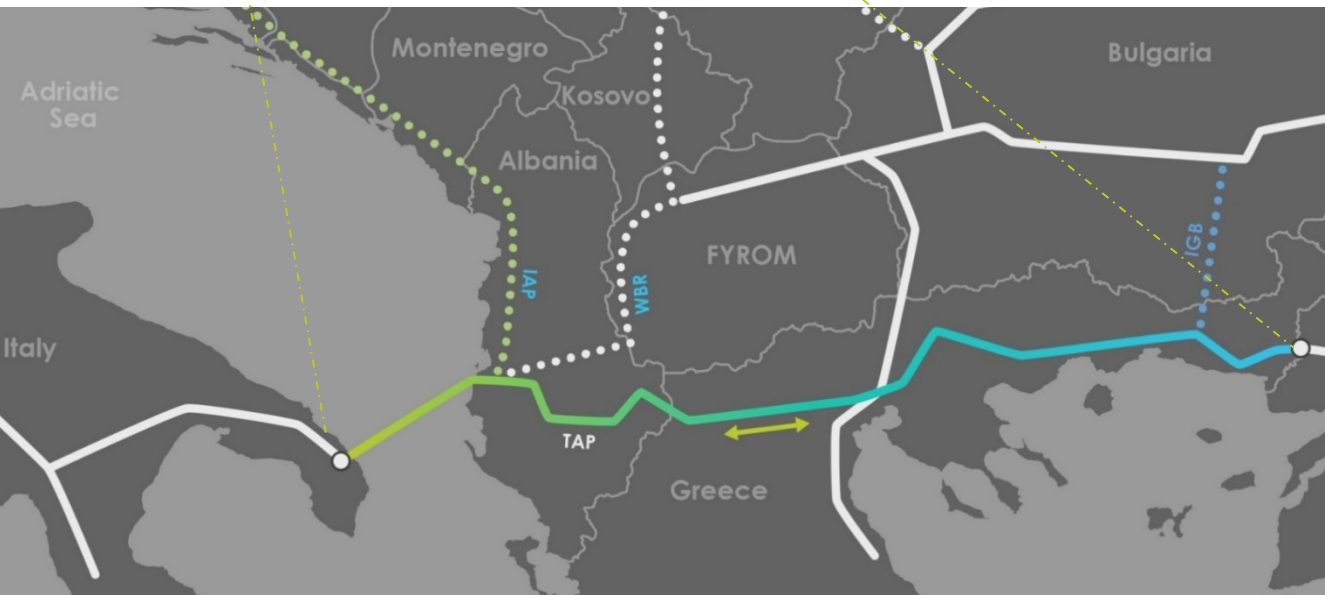 Montenegro
Bulgaria
Adriatic
Sea
Kosovo
Albania
IGB
FYROM
IAP
WBR
Italy
TAP
Greece